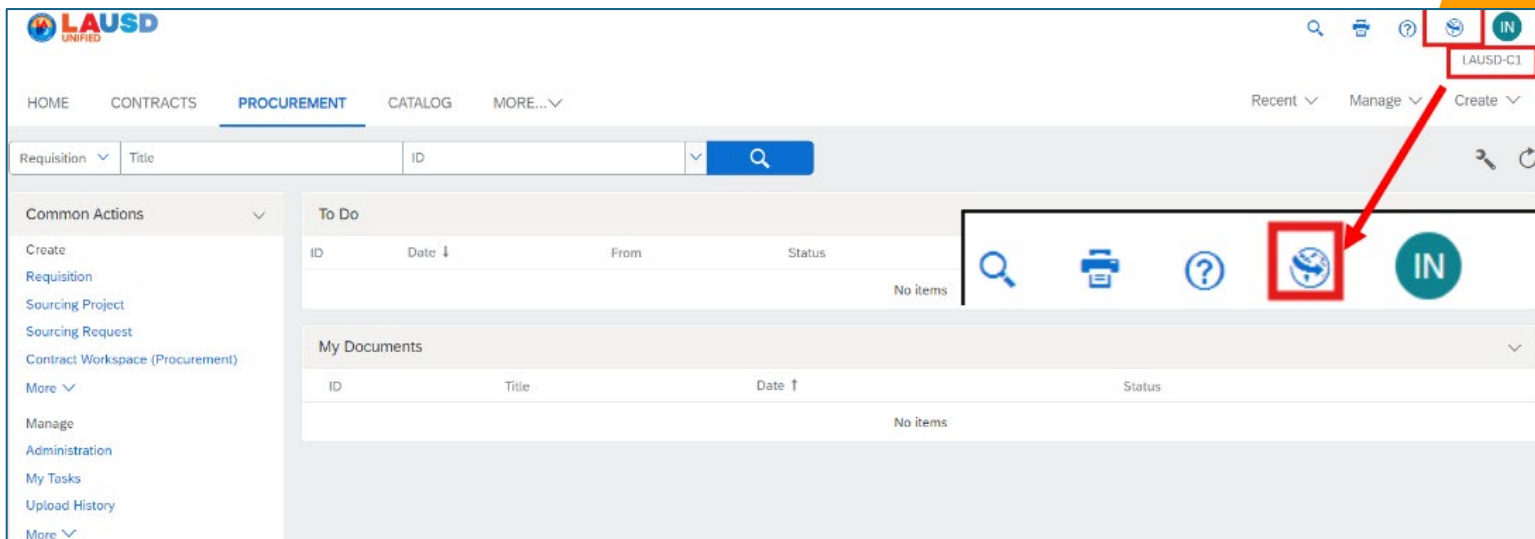 LAUSD
UNIFIED
IN
LAUSD-C1
HOME CONTRACTS PROCUREMENT CATALOG MORE...
Recent Manage Create
Requisition Title ID
Common Actions
Create
Requisition
Sourcing Project
Sourcing Request
Contract Workspace (Procurement)
More
Manage
Administration
My Tasks
Upload History
More
To Do
ID Date ↓ From Status
No items
IN
My Documents
ID Title Date ↑ Status
No items